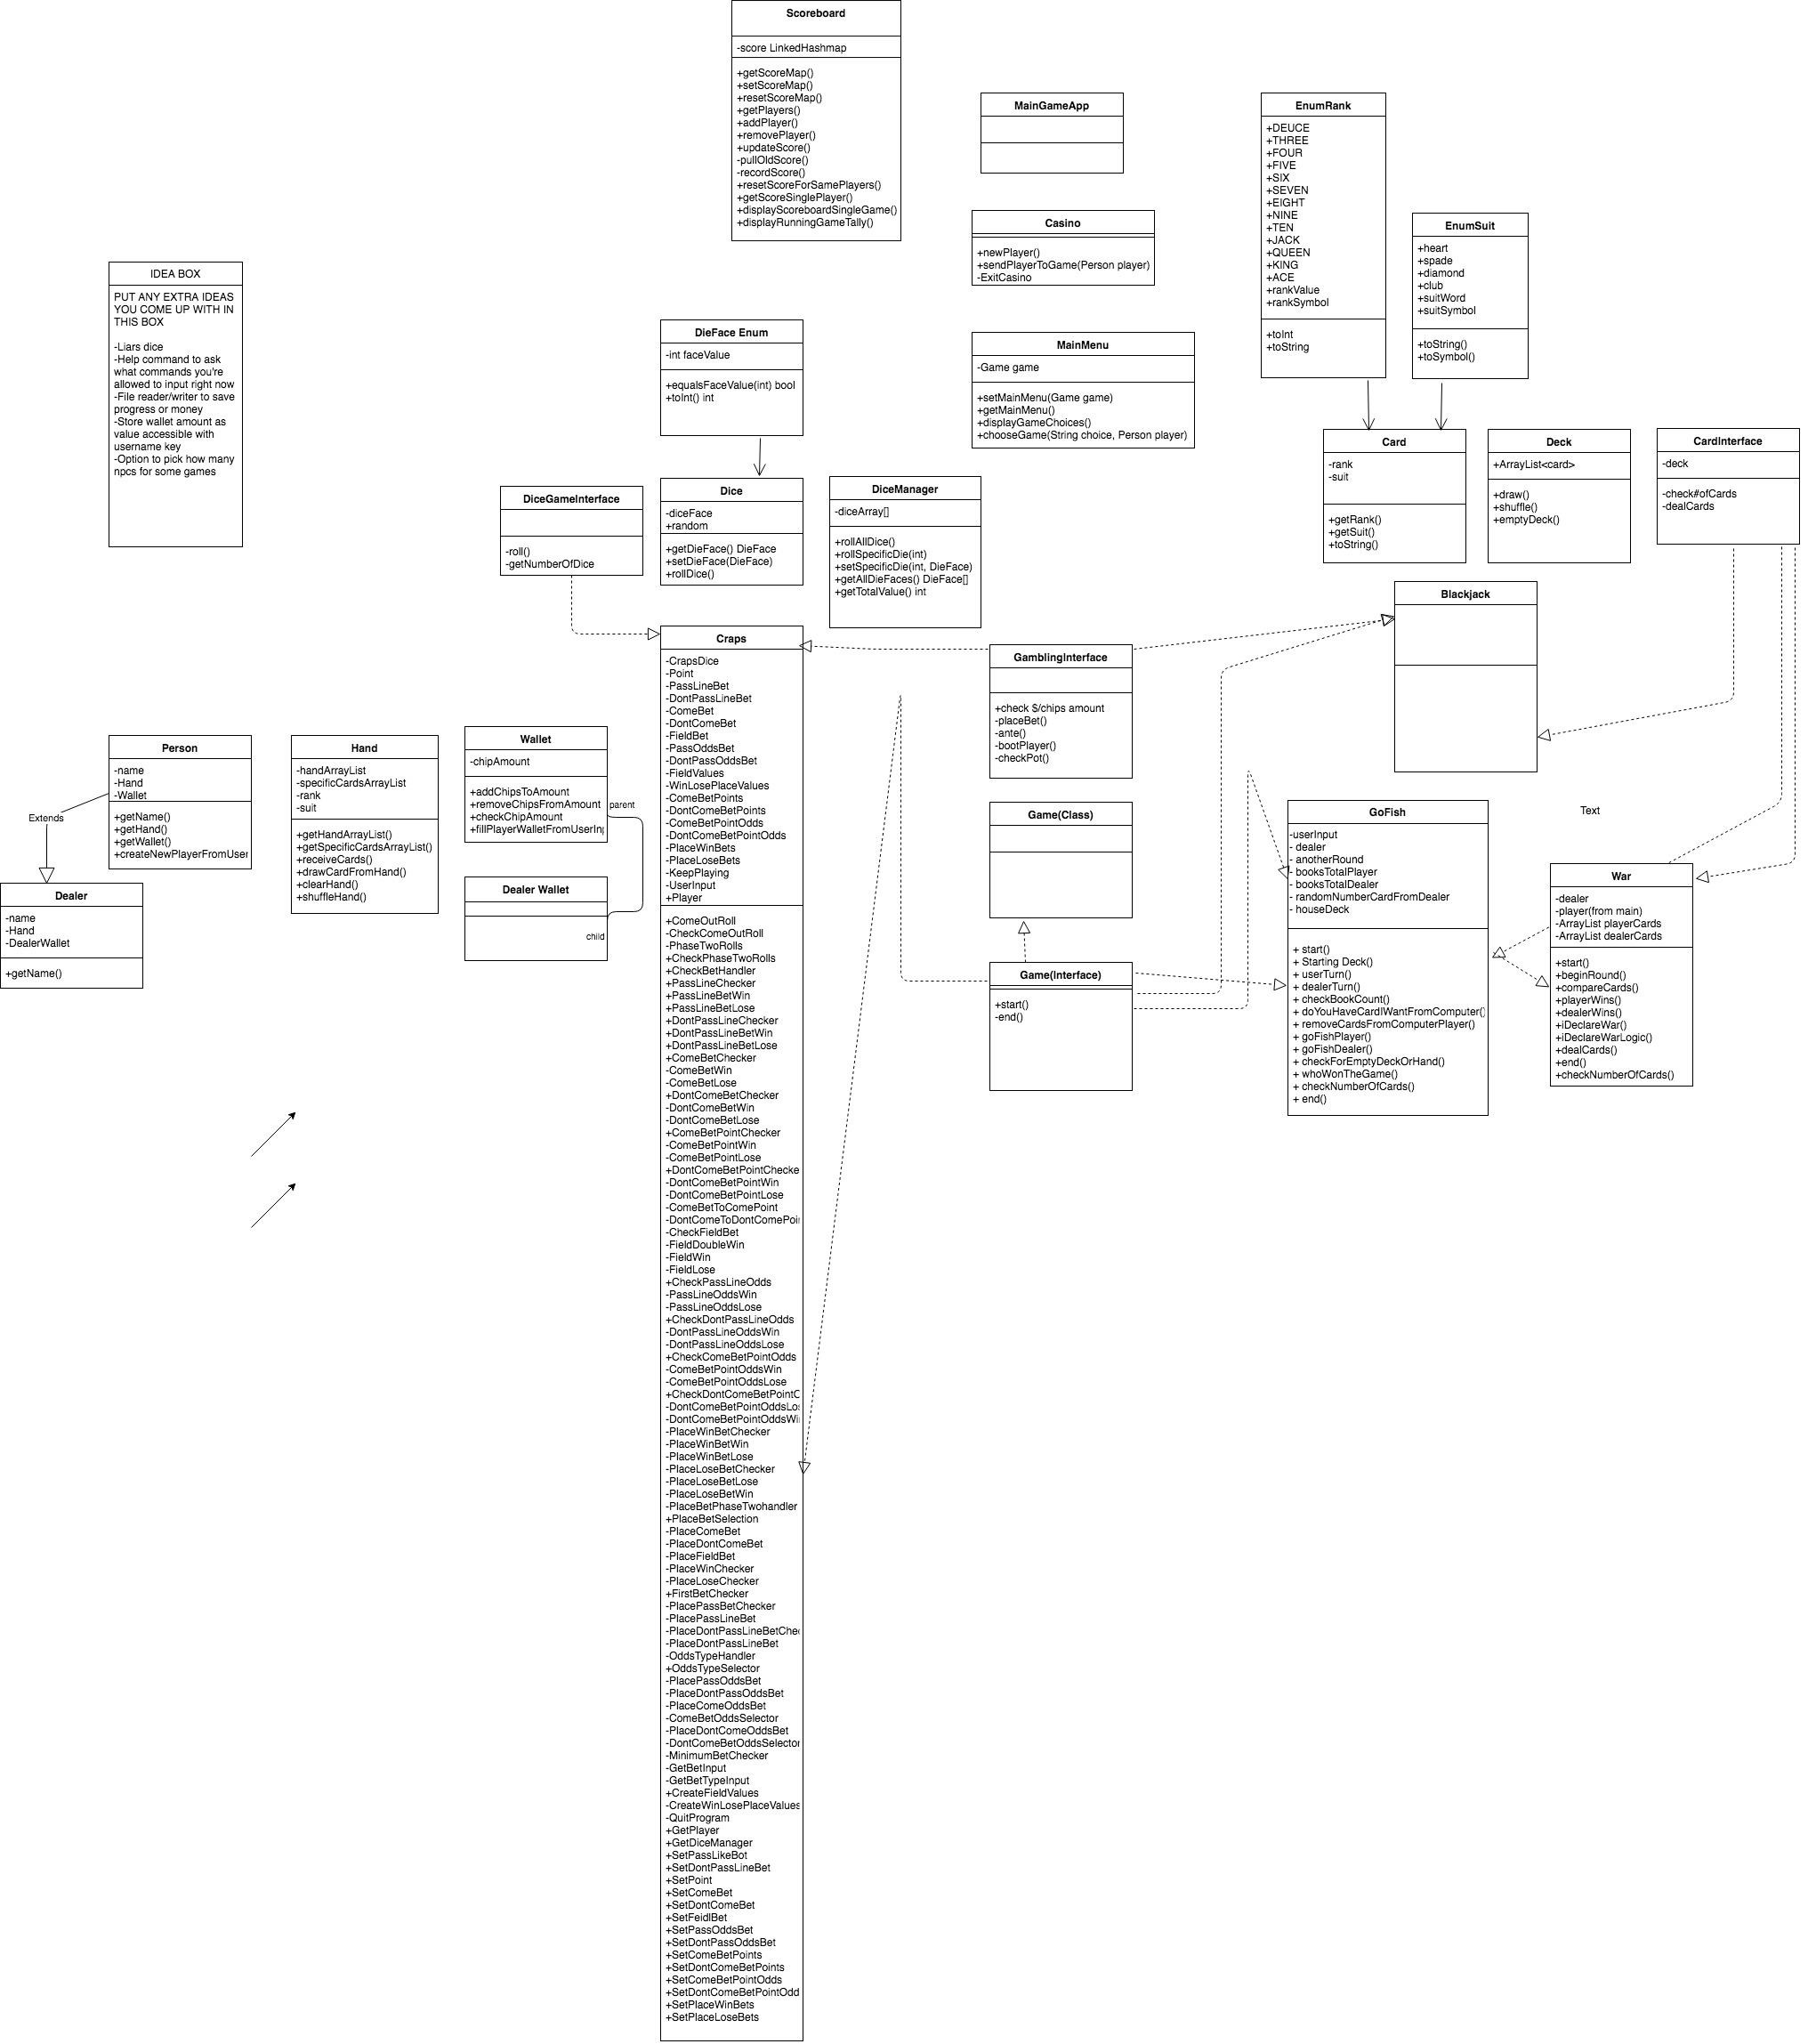 Scoreboard
-score LinkedHashmap
+getScoreMap()
+setScoreMap()
+resetScoreMap()
+getPlayers()
+addPlayer()
+removePlayer()
+updateScore()
-pullOldScore()
-recordScore()
+resetScoreForSamePlayers()
+getScoreSinglePlayer()
+displayScoreboardSingleGame()
+displayRunningGameTally()
MainGameApp
Casino
+newPlayer()
+sendPlayerToGame(Person player)
-ExitCasino
MainMenu
-Game game
+setMainMenu(Game game)
+getMainMenu()
+displayGameChoices()
+chooseGame(String choice, Person player)
EnumRank
+DEUCE
+THREE
+FOUR
+FIVE
+SIX
+SEVEN
+EIGHT
+NINE
+TEN
+JACK
+QUEEN
+KING
+ACE
+rankValue
+rankSymbol
+toInt
+toString
EnumSuit
+heart
+spade
+diamond
+club
+suitWord
+suitSymbol
+toString()
+toSymbol()
IDEA BOX
PUT ANY EXTRA IDEAS
YOU COME UP WITH IN
THIS BOX
-Liars dice
-Help command to ask
what commands you're
allowed to input right now
-File reader/writer to save
progress or money
-Store wallet amount as
value accessible with
username key
-Option to pick how many
npcs for some games
DieFace Enum
-int faceValue
+equalsFaceValue(int) bool
+toInt() int
DiceGameInterface
-roll()
-getNumberOfDice
Dice
-diceFace
+random
+getDieFace() DieFace
+setDieFace(DieFace)
+rollDice()
DiceManager
-diceArray[]
+rollAllDice()
+rollSpecificDie(int)
+setSpecificDie(int, DieFace)
+getAllDieFaces() DieFace[]
+getTotalValue() int
Card
-rank
-suit
+getRank()
+getSuit()
+toString()
Deck
+ArrayList<card>
+draw()
+shuffle()
+emptyDeck()
CardInterface
-deck
-check#ofCards
-dealCards
Blackjack
GamblingInterface
+check $/chips amount
-placeBet()
-ante()
-bootPlayer()
-checkPot()
Game(Class)
Game(Interface)
+start()
-end()
GoFish
-userInput
- dealer
- anotherRound
- booksTotalPlayer
- booksTotalDealer
- randomNumberCardFromDealer
- houseDeck
+ start()
+ Starting Deck()
+ userTurn()
+ dealerTurn()
+ checkBookCount()
+ doYouHaveCardIWantFromComputer()
+ removeCardsFromComputerPlayer()
+ goFishPlayer()
+ goFishDealer()
+ checkForEmptyDeckOrHand()
+ whoWonTheGame()
+ checkNumberOfCards()
+ end()
Text
War
-dealer
-player(from main)
-ArrayList playerCards
-ArrayList dealerCards
+start()
+beginRound()
+compareCards()
+playerWins()
+dealerWins()
+iDeclareWar()
+iDeclareWarLogic()
+dealCards()
+end()
+checkNumberOfCards()
Person
-name
-Hand
-Wallet
+getName()
+getHand()
+getWallet()
+createNewPlayerFromUser
Extends
Dealer
-name
-Hand
-DealerWallet
+getName()
Hand
-handArrayList
-specificCardsArrayList
-rank
-suit
+getHandArrayList()
+getSpecificCardsArrayList()
+receiveCards()
+drawCardFromHand()
+clearHand()
+shuffleHand()
Wallet
-chipAmount
+addChipsToAmount
+removeChipsFromAmount
+checkChipAmount
+fillPlayerWalletFromUserIn
parent
Dealer Wallet
child
Craps
-CrapsDice
-Point
-PassLineBet
-DontPassLineBet
-ComeBet
-DontComeBet
-FieldBet
-PassOddsBet
-DontPassOddsBet
-FieldValues
-WinLosePlaceValues
-ComeBetPoints
-DontComeBetPoints
-ComeBetPointOdds
-DontComeBetPointOdds
-PlaceWinBets
-PlaceLoseBets
-KeepPlaying
-UserInput
+Player
+ComeOutRoll
-CheckComeOutRoll
-PhaseTwoRolls
+CheckPhaseTwoRolls
+CheckBetHandler
+PassLineChecker
+PassLineBetWin
+PassLineBetLose
+DontPassLineChecker
+DontPassLineBetWin
+DontPassLineBetLose
+ComeBetChecker
-ComeBetWin
-ComeBetLose
+DontComeBetChecker
-DontComeBetWin
-DontComeBetLose
+ComeBetPointChecker
-ComeBetPointWin
-ComeBetPointLose
+DontComeBetPointChecke
-DontComeBetPointWin
-DontComeBetPointLose
-ComeBetToComePoint
-DontComeToDontComePoi
-CheckFieldBet
-FieldDoubleWin
-FieldWin
-FieldLose
+CheckPassLineOdds
-PassLineOddsWin
-PassLineOddsLose
+CheckDontPassLineOdds
-DontPassLineOddsWin
-DontPassLineOddsLose
+CheckComeBetPointOdds
-ComeBetPointOddsWin
-ComeBetPointOddsLose
+CheckDontComeBetPointO
-DontComeBetPointOddsLos
-DontComeBetPointOddsWi
-PlaceWinBetChecker
-PlaceWinBetWin
-PlaceWinBetLose
-PlaceLoseBetChecker
-PlaceLoseBetLose
-PlaceLoseBetWin
-PlaceBetPhaseTwohandler
+PlaceBetSelection
-PlaceComeBet
-PlaceDontComeBet
-PlaceFieldBet
-PlaceWinChecker
-PlaceLoseChecker
+FirstBetChecker
-PlacePassBetChecker
-PlacePassLineBet
-PlaceDontPassLineBetChec
-PlaceDontPassLineBet
-OddsTypeHandler
+OddsTypeSelector
-PlacePassOddsBet
-PlaceDontPassOddsBet
-PlaceComeOddsBet
-ComeBetOddsSelector
-PlaceDontComeOddsBet
-DontComeBetOddsSelector
-MinimumBetChecker
-GetBetInput
-GetBetTypeInput
+CreateFieldValues
-CreateWinLosePlaceValues
-QuitProgram
+GetPlayer
+GetDiceManager
+SetPassLikeBot
+SetDontPassLineBet
+SetPoint
+SetComeBet
+SetDontComeBet
+SetFeidlBet
+SetPassOddsBet
+SetDontPassOddsBet
+SetComeBetPoints
+SetDontComeBetPoints
+SetComeBetPointOdds
+SetDontComeBetPointOdd
+SetPlaceWinBets
+SetPlaceLoseBets